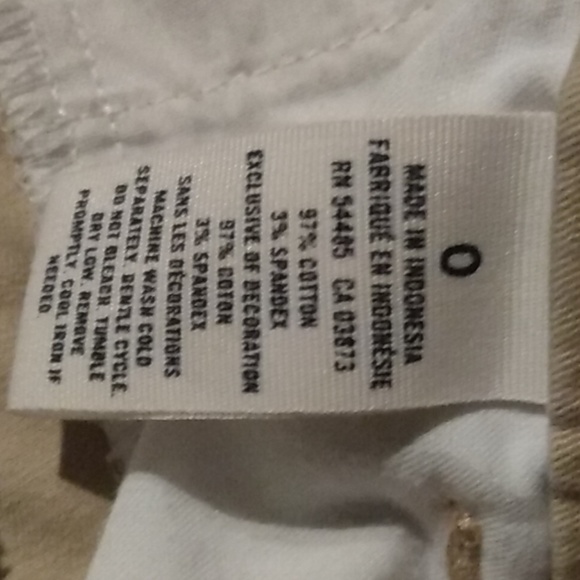 0
MADE IN INDONESIA
FABRIQUÉ EN INDONÉSIE
RN 54485 CA 03873
97% COTTON
3% SPANDEX
EXCLUSIVE OF DECORATION
97% COTON
3% SPANDEX
SANS LES DÉCORATIONS
MACHINE WASH COLD
SEPARATELY. GENTLE CYCLE.
DO NOT BLEACH. TUMBLE
DRY LOW. REMOVE
PROMPTLY. COOL IRON IF
NEEDED